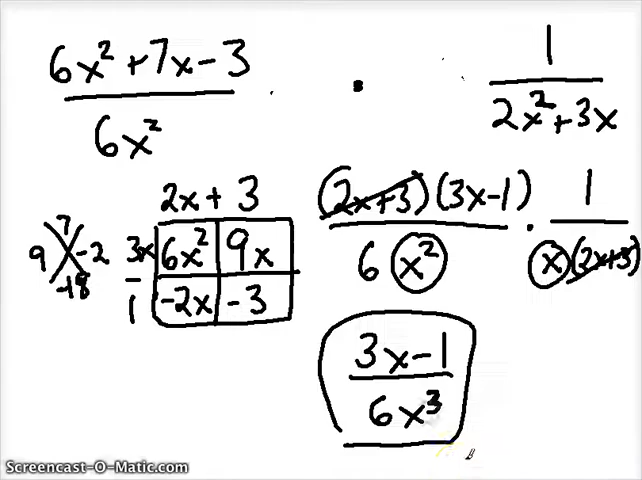 6x² + 7x - 3 / 6x² · 1 / 2x² + 3x
2x + 3
7
9 -2
-18
3x 6x² 9x
- 1 -2x -3
(2x+3)(3x-1) / 6 x² · 1 / x(2x+3)
3x-1 / 6x³
Screencast-O-Matic.com